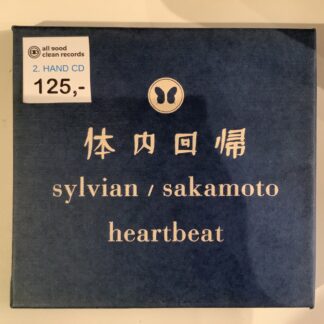 all good
clean records
2. HAND CD
125,-
体内回帰
sylvian / sakamoto
heartbeat